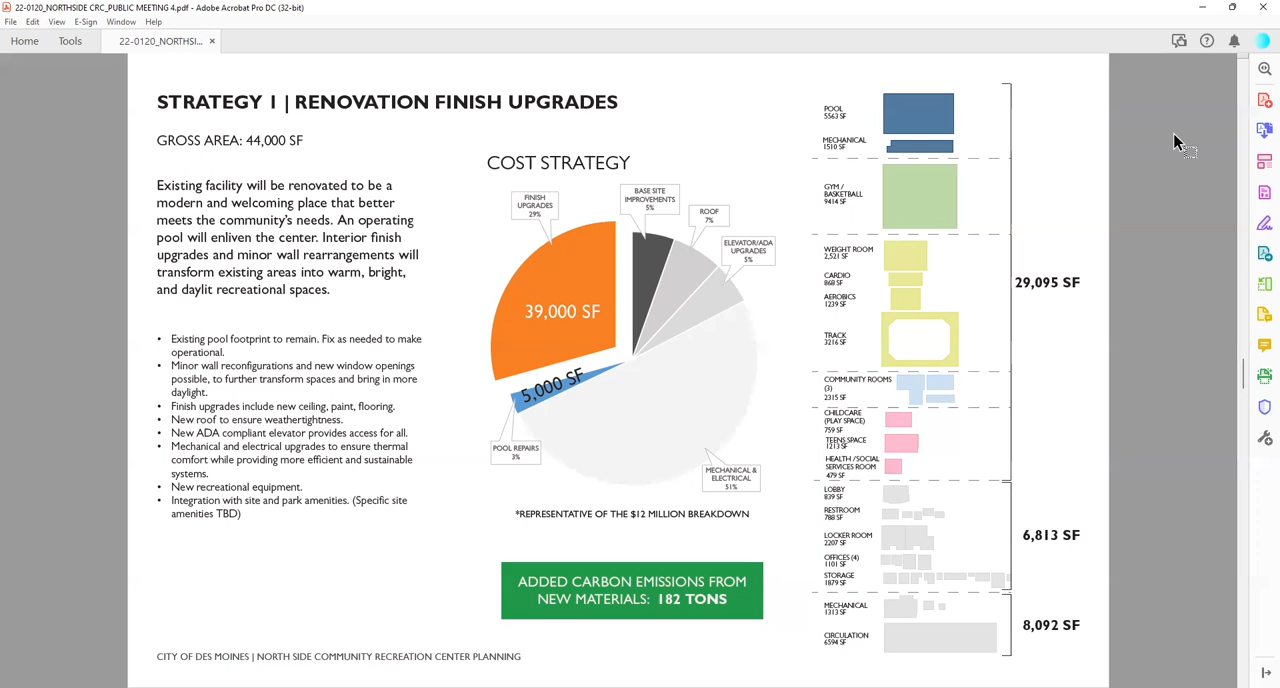 22-0120_NORTHSIDE CRC_PUBLIC MEETING 4.pdf - Adobe Acrobat Pro DC (32-bit)
File Edit View E-Sign Window Help
Home Tools 22-0120_NORTHSI... ×
STRATEGY 1 | RENOVATION FINISH UPGRADES
GROSS AREA: 44,000 SF
Existing facility will be renovated to be a
modern and welcoming place that better
meets the community's needs. An operating
pool will enliven the center. Interior finish
upgrades and minor wall rearrangements will
transform existing areas into warm, bright,
and daylit recreational spaces.
• Existing pool footprint to remain. Fix as needed to make
operational.
• Minor wall reconfigurations and new window openings
possible, to further transform spaces and bring in more
daylight.
• Finish upgrades include new ceiling, paint, flooring.
• New roof to ensure weathertightness.
• New ADA compliant elevator provides access for all.
• Mechanical and electrical upgrades to ensure thermal
comfort while providing more efficient and sustainable
systems.
• New recreational equipment.
• Integration with site and park amenities. (Specific site
amenities TBD)
COST STRATEGY
FINISH
UPGRADES
29%
BASE SITE
IMPROVEMENTS
5%
ROOF
7%
ELEVATOR/ADA
UPGRADES
5%
39,000 SF
5,000 SF
POOL REPAIRS
3%
MECHANICAL &
ELECTRICAL
51%
*REPRESENTATIVE OF THE $12 MILLION BREAKDOWN
ADDED CARBON EMISSIONS FROM
NEW MATERIALS: 182 TONS
POOL
5563 SF
MECHANICAL
1510 SF
GYM /
BASKETBALL
9414 SF
WEIGHT ROOM
2,521 SF
CARDIO
868 SF
AEROBICS
1239 SF
TRACK
3216 SF
COMMUNITY ROOMS
(3)
2315 SF
CHILDCARE
(PLAY SPACE)
759 SF
TEENS SPACE
1213 SF
HEALTH /SOCIAL
SERVICES ROOM
479 SF
29,095 SF
LOBBY
839 SF
RESTROOM
788 SF
LOCKER ROOM
2207 SF
OFFICES (4)
1101 SF
STORAGE
1879 SF
6,813 SF
MECHANICAL
1313 SF
CIRCULATION
6594 SF
8,092 SF
CITY OF DES MOINES | NORTH SIDE COMMUNITY RECREATION CENTER PLANNING